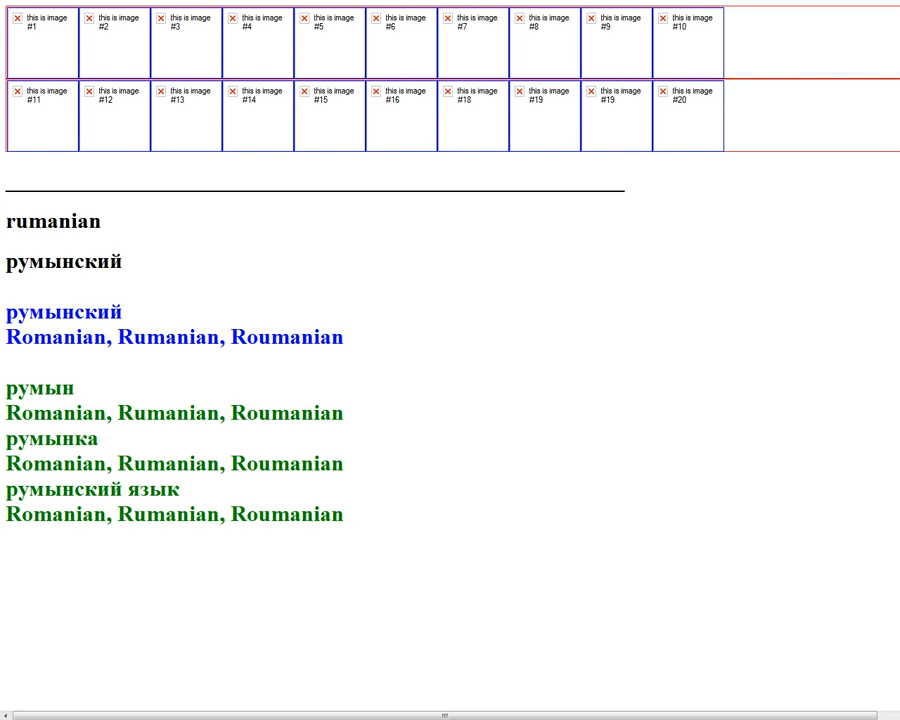 this is image #1 this is image #2 this is image #3 this is image #4 this is image #5 this is image #6 this is image #7 this is image #8 this is image #9 this is image #10
this is image #11 this is image #12 this is image #13 this is image #14 this is image #15 this is image #16 this is image #18 this is image #19 this is image #19 this is image #20
rumanian
румынский
румынский
Romanian, Rumanian, Roumanian
румын
Romanian, Rumanian, Roumanian
румынка
Romanian, Rumanian, Roumanian
румынский язык
Romanian, Rumanian, Roumanian